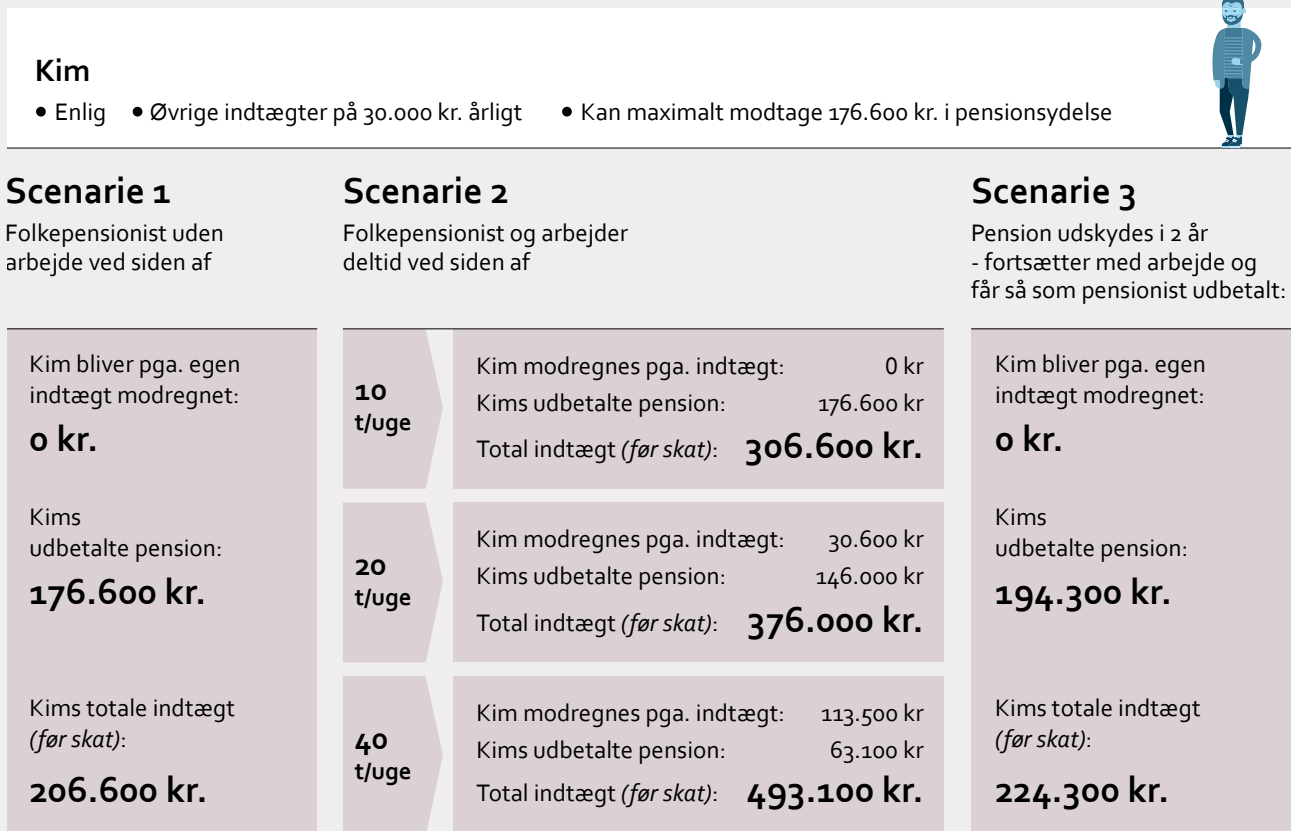 Kim
• Enlig • Øvrige indtægter på 30.000 kr. årligt • Kan maximalt modtage 176.600 kr. i pensionsydelse
Scenarie 1
Folkepensionist uden
arbejde ved siden af
Kim bliver pga. egen
indtægt modregnet:
0 kr.
Kims
udbetalte pension:
176.600 kr.
Kims totale indtægt
(før skat):
206.600 kr.
Scenarie 2
Folkepensionist og arbejder
deltid ved siden af
10
t/uge
Kim modregnes pga. indtægt: 0 kr
Kims udbetalte pension: 176.600 kr
Total indtægt (før skat): 306.600 kr.
20
t/uge
Kim modregnes pga. indtægt: 30.600 kr
Kims udbetalte pension: 146.000 kr
Total indtægt (før skat): 376.000 kr.
40
t/uge
Kim modregnes pga. indtægt: 113.500 kr
Kims udbetalte pension: 63.100 kr
Total indtægt (før skat): 493.100 kr.
Scenarie 3
Pension udskydes i 2 år
- fortsætter med arbejde og
får så som pensionist udbetalt:
Kim bliver pga. egen
indtægt modregnet:
0 kr.
Kims
udbetalte pension:
194.300 kr.
Kims totale indtægt
(før skat):
224.300 kr.